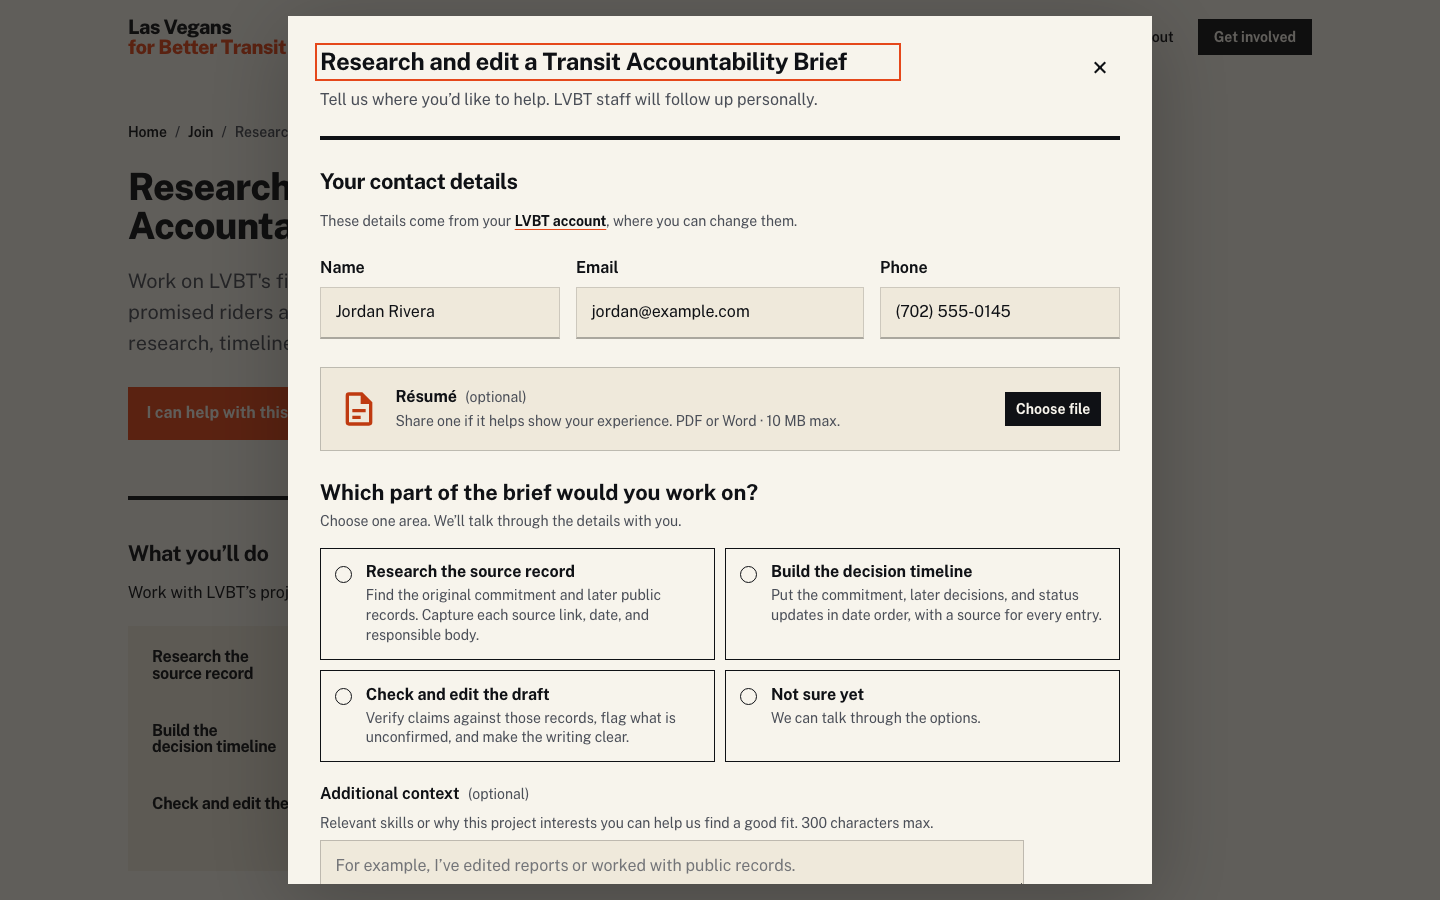 Las Vegans
for Better Transit
out
Get involved
Home / Join / Researc
Research
Accounta
Work on LVBT's fi
promised riders a
research, timeline
I can help with this
What you’ll do
Work with LVBT’s proj
Research the
source record
Build the
decision timeline
Check and edit the
Research and edit a Transit Accountability Brief
×
Tell us where you’d like to help. LVBT staff will follow up personally.
Your contact details
These details come from your LVBT account, where you can change them.
Name
Email
Phone
Jordan Rivera
jordan@example.com
(702) 555-0145
Résumé (optional)
Share one if it helps show your experience. PDF or Word · 10 MB max.
Choose file
Which part of the brief would you work on?
Choose one area. We’ll talk through the details with you.
Research the source record
Find the original commitment and later public
records. Capture each source link, date, and
responsible body.
Build the decision timeline
Put the commitment, later decisions, and status
updates in date order, with a source for every entry.
Check and edit the draft
Verify claims against those records, flag what is
unconfirmed, and make the writing clear.
Not sure yet
We can talk through the options.
Additional context (optional)
Relevant skills or why this project interests you can help us find a good fit. 300 characters max.
For example, I’ve edited reports or worked with public records.